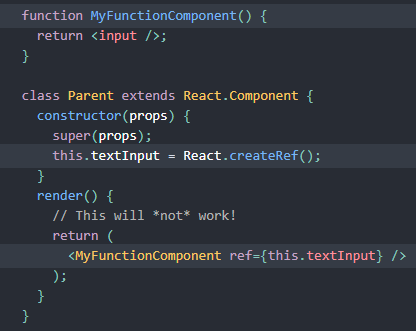 function MyFunctionComponent() {
  return <input />;
}

class Parent extends React.Component {
  constructor(props) {
    super(props);
    this.textInput = React.createRef();
  }
  render() {
    // This will *not* work!
    return (
      <MyFunctionComponent ref={this.textInput} />
    );
  }
}